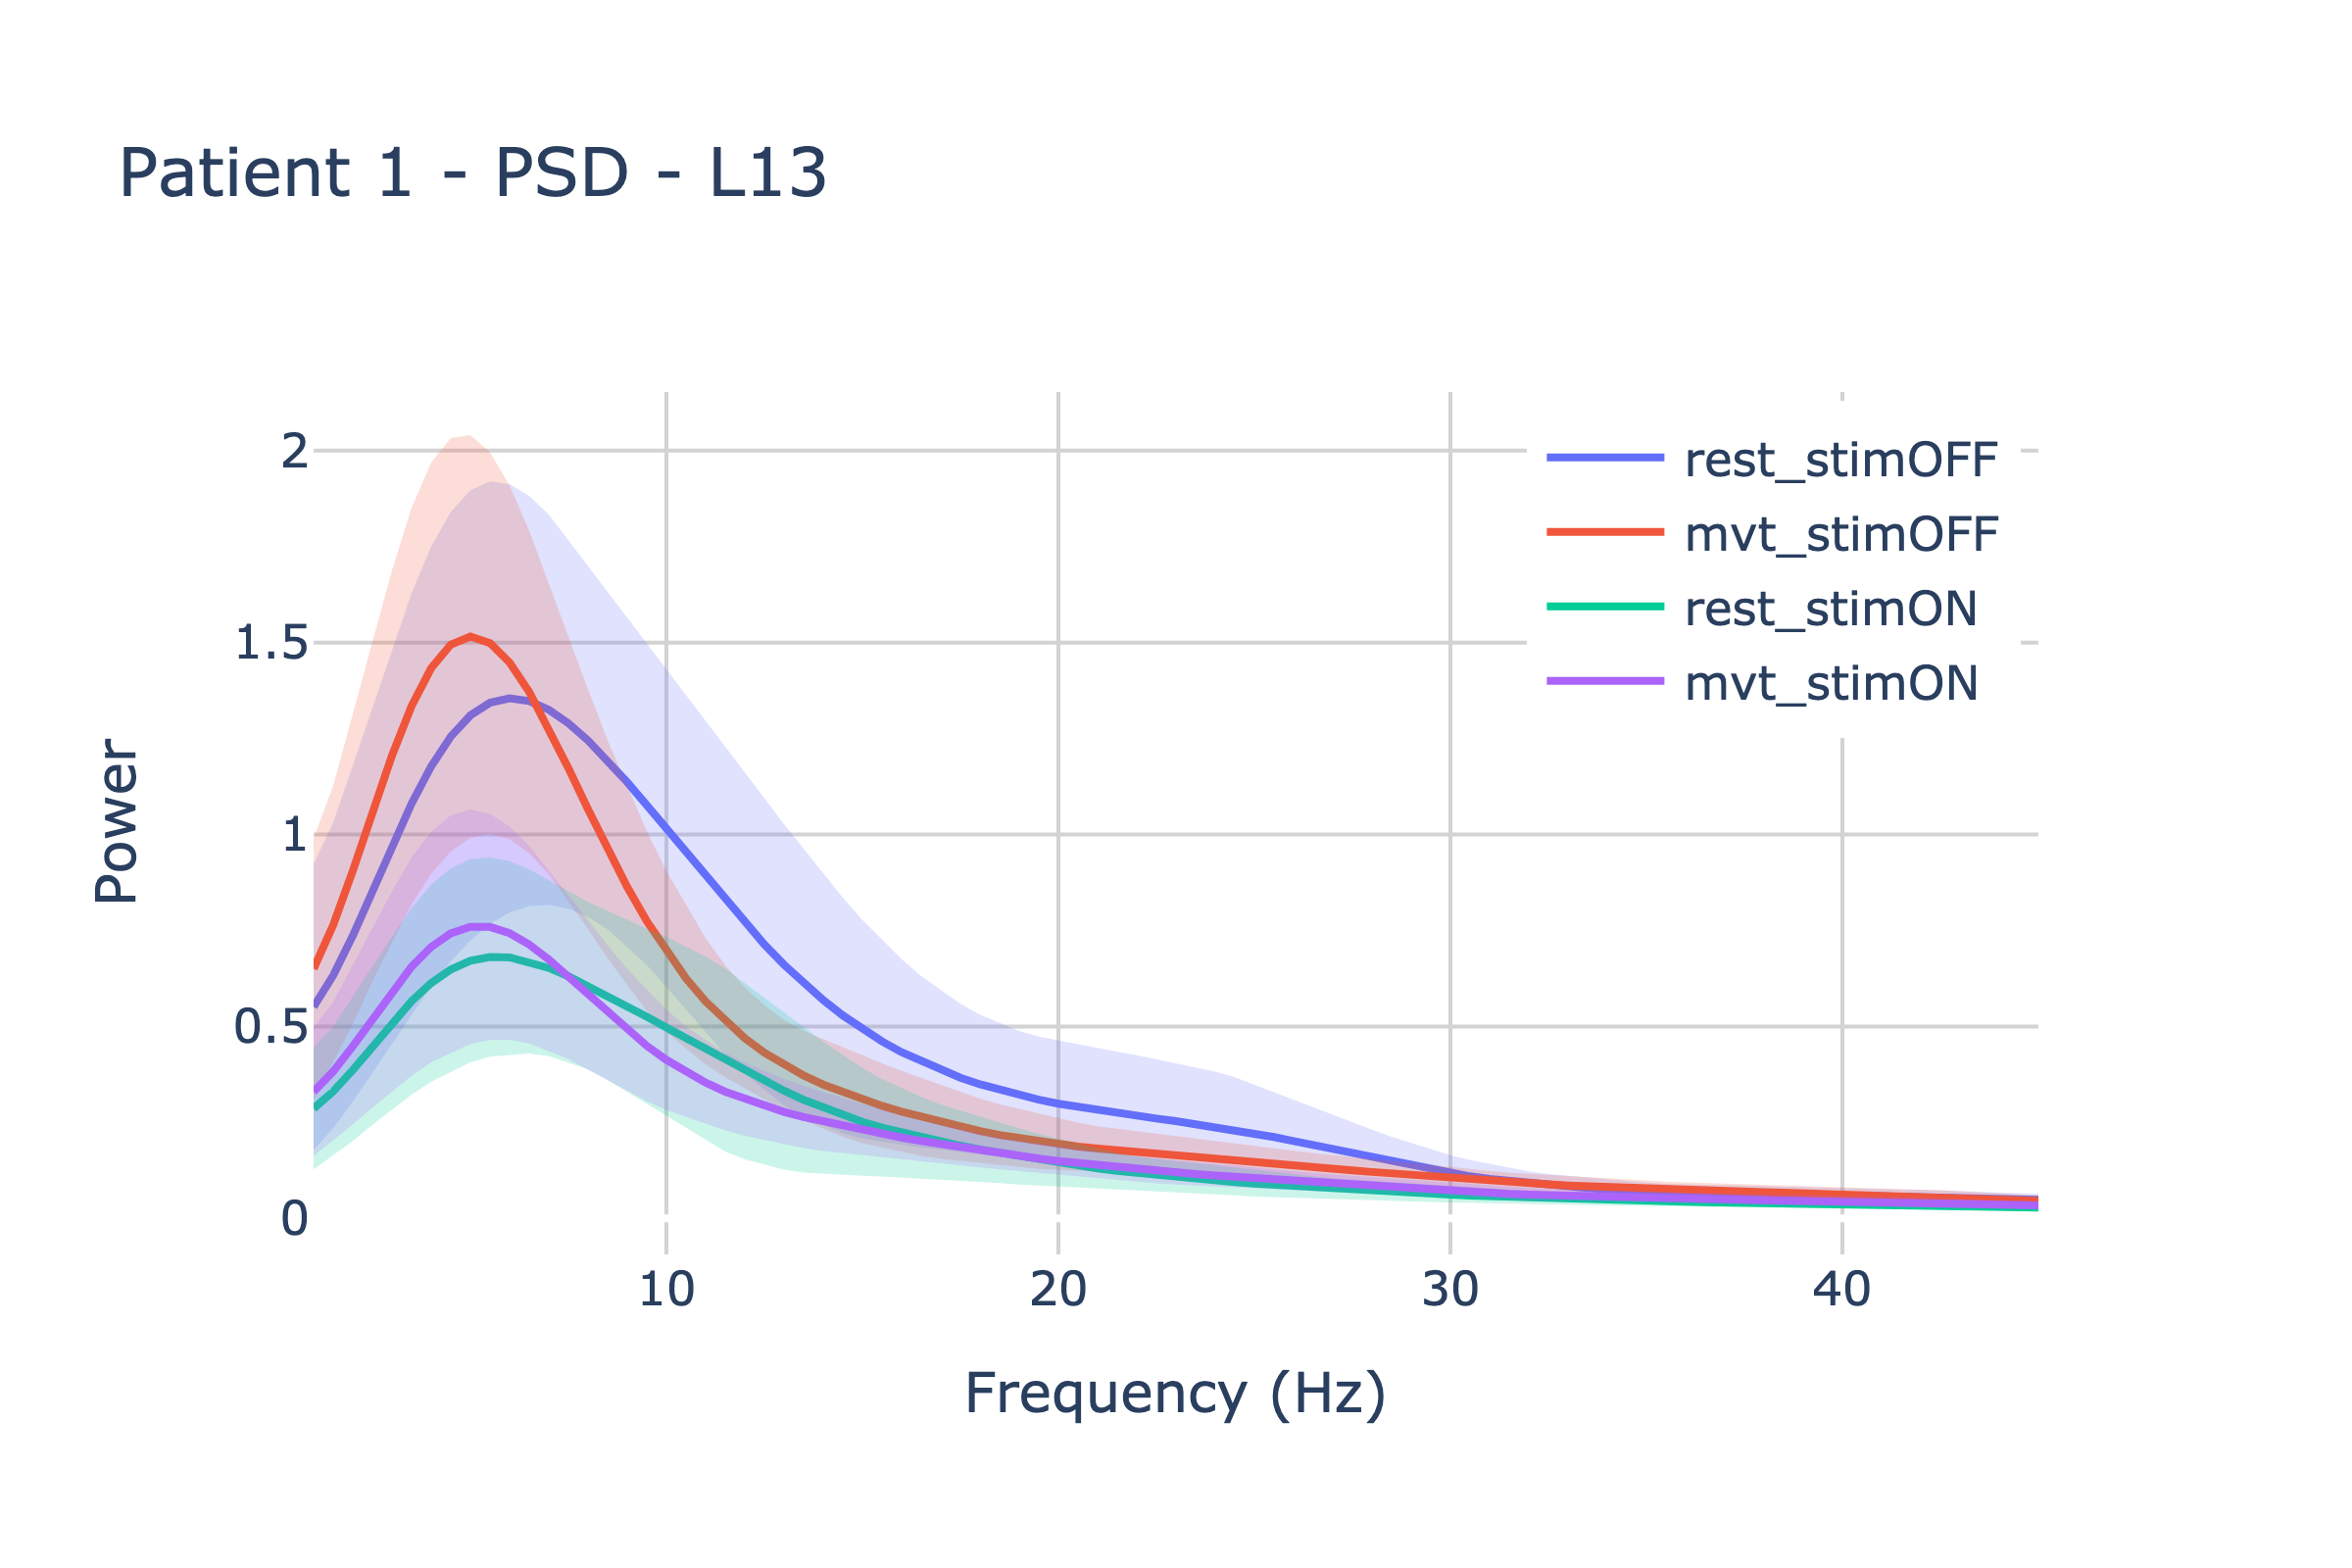 Patient 1 - PSD - L13
2
1.5
1
0.5
0
Power
10
20
30
40
Frequency (Hz)
rest_stimOFF
mvt_stimOFF
rest_stimON
mvt_stimON